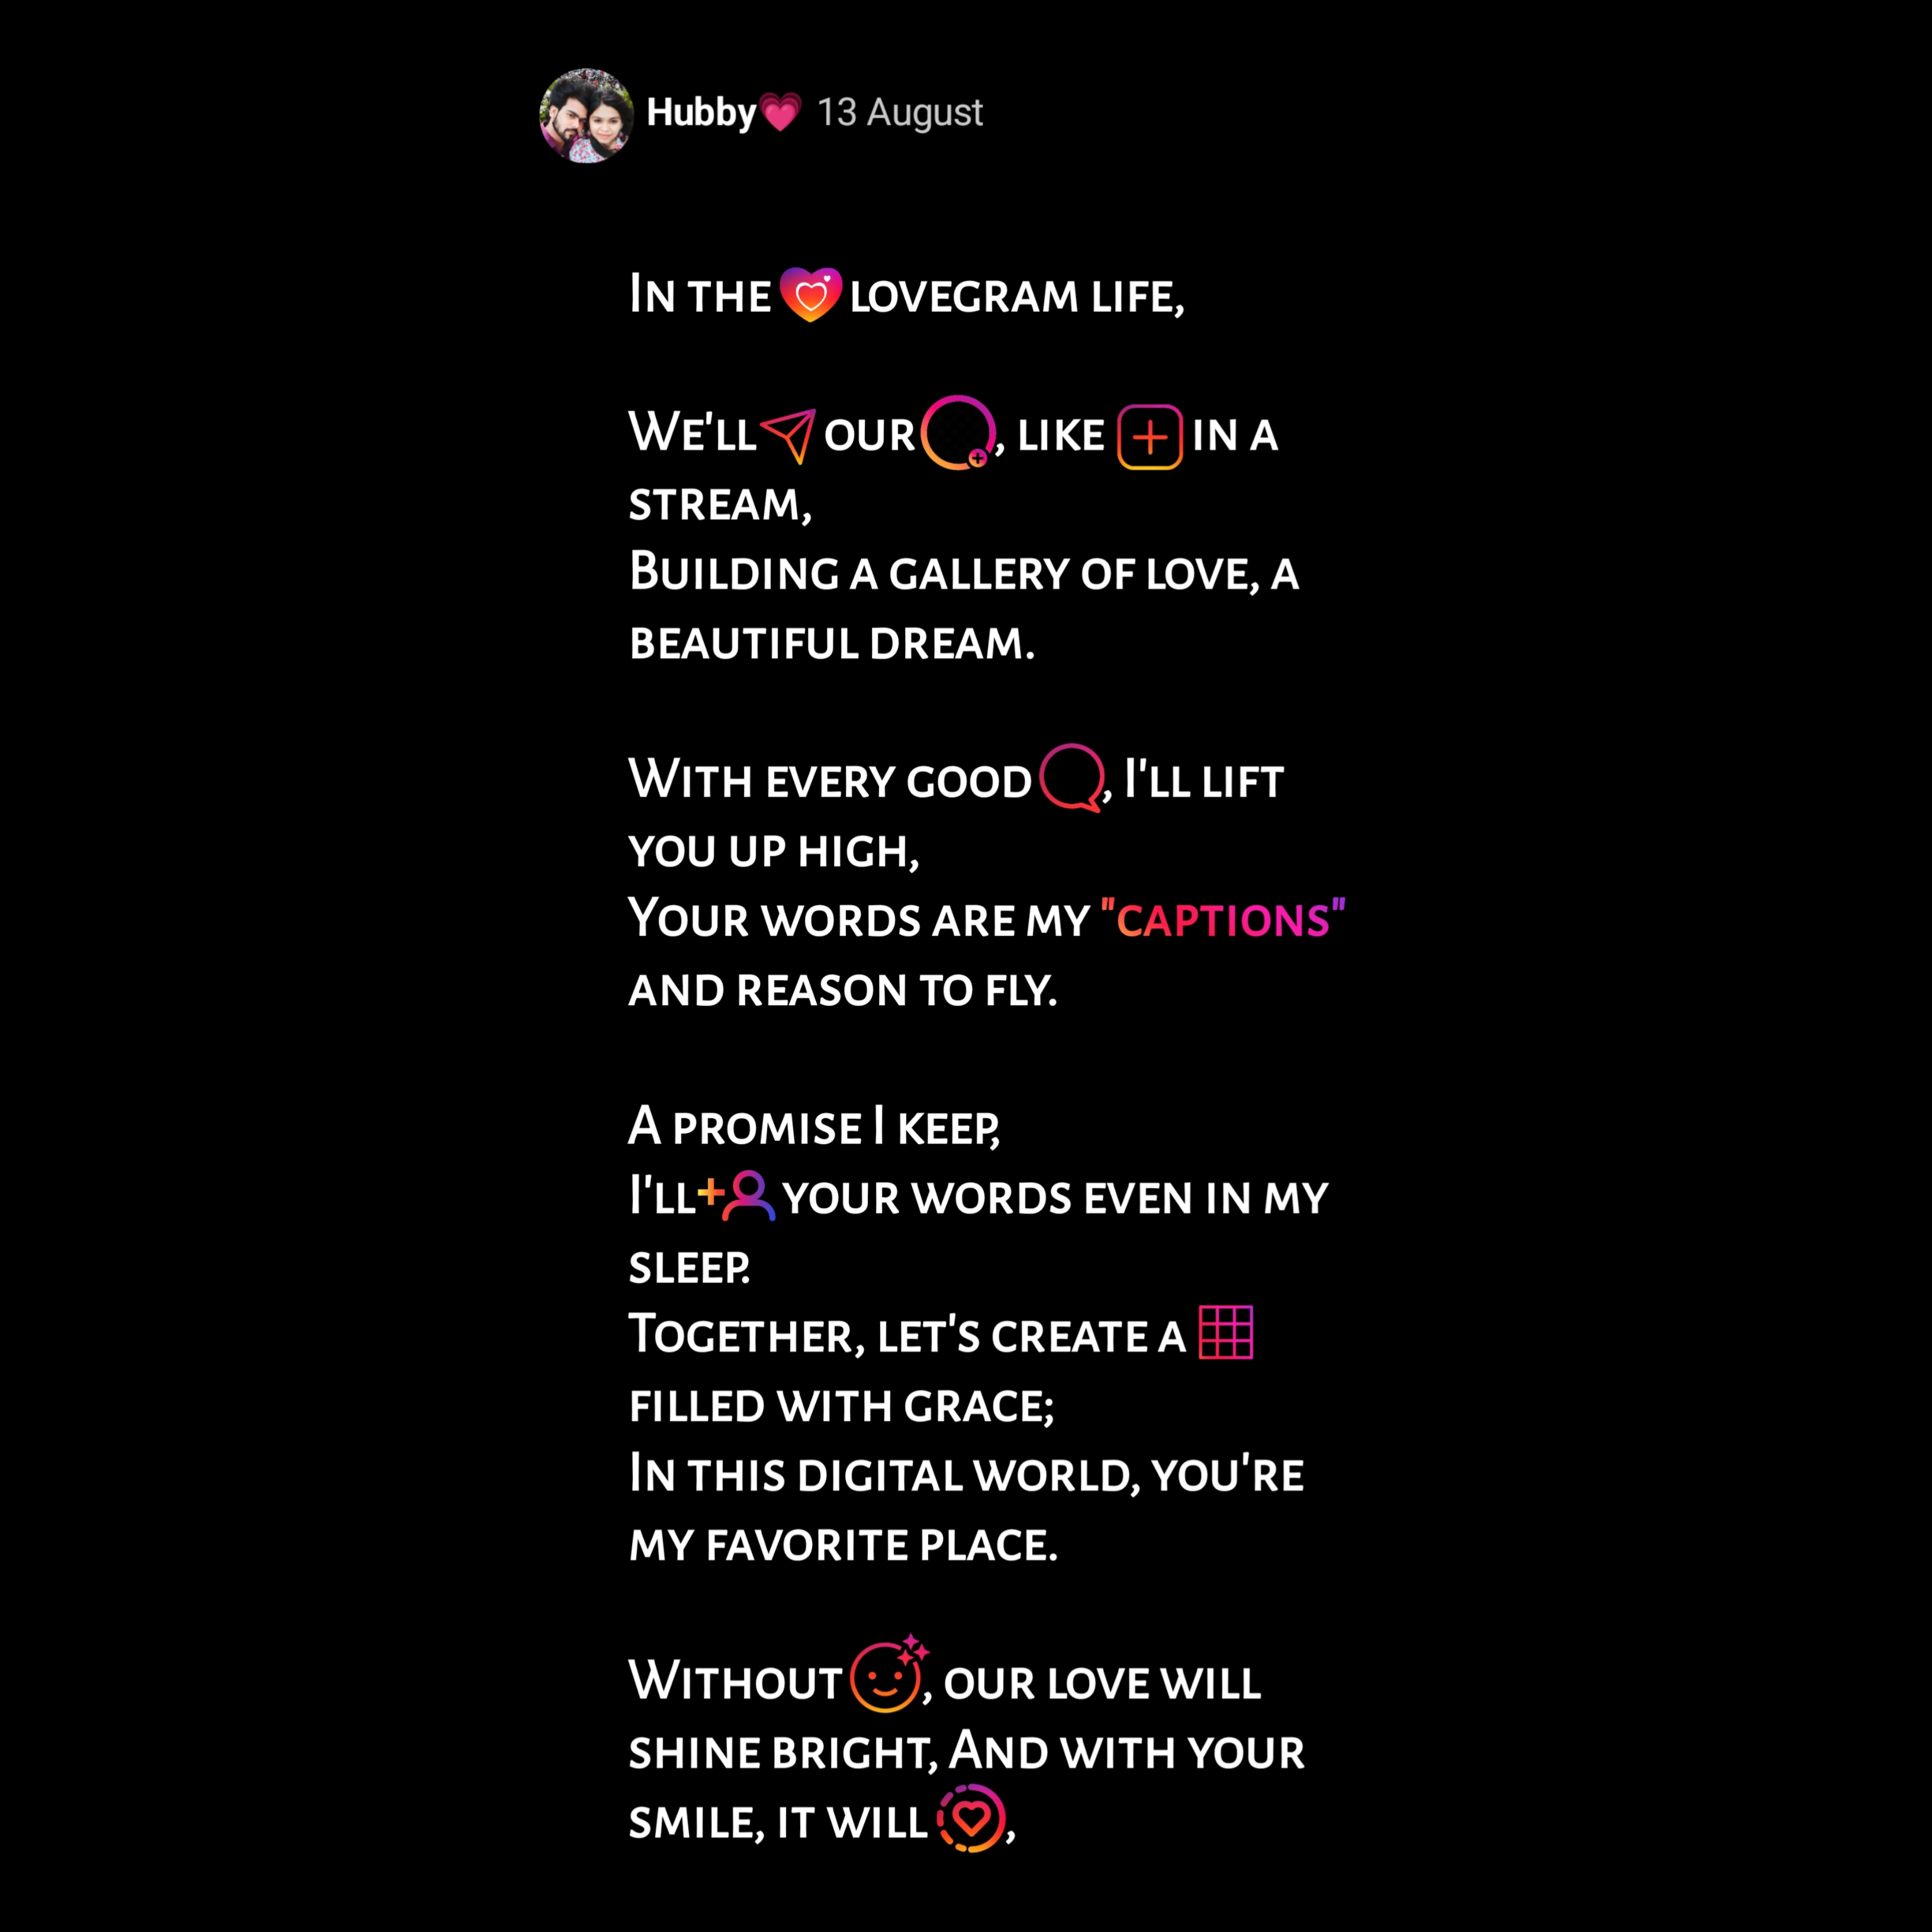 Hubby💗 13 August
In the lovegram life,
We'll our , like in a
stream,
Building a gallery of love, a
beautiful dream.
With every good , I'll lift
you up high,
Your words are my "captions"
and reason to fly.
A promise I keep,
I'll your words even in my
sleep.
Together, let's create a
filled with grace;
In this digital world, you're
my favorite place.
Without , our love will
shine bright, And with your
smile, it will ,